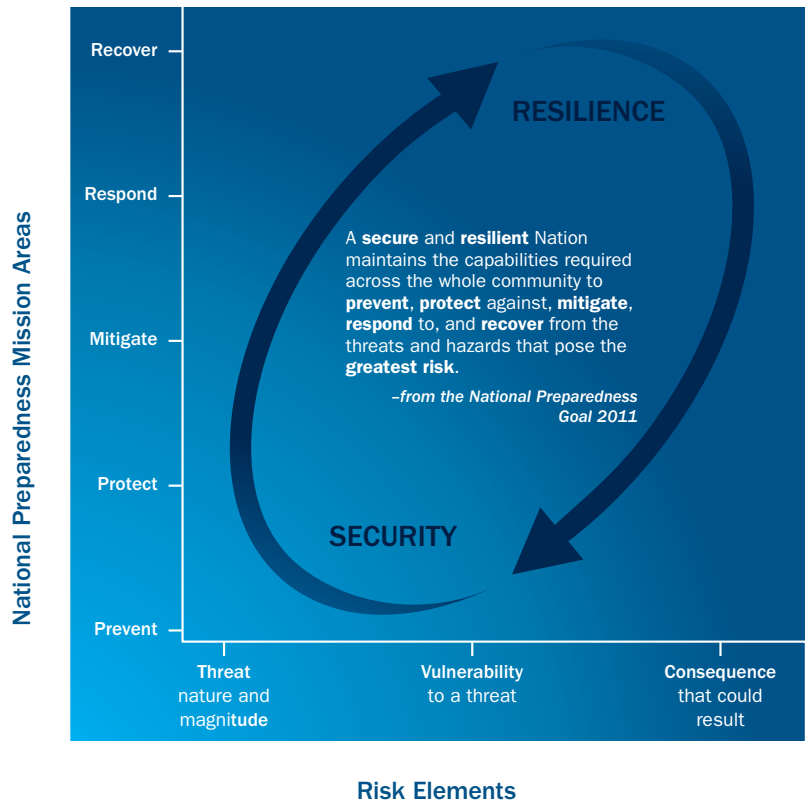 National Preparedness Mission Areas
Recover
Respond
Mitigate
Protect
Prevent
RESILIENCE
A secure and resilient Nation
maintains the capabilities required
across the whole community to
prevent, protect against, mitigate,
respond to, and recover from the
threats and hazards that pose the
greatest risk.
–from the National Preparedness
Goal 2011
SECURITY
Threat
nature and
magnitude
Vulnerability
to a threat
Consequence
that could
result
Risk Elements